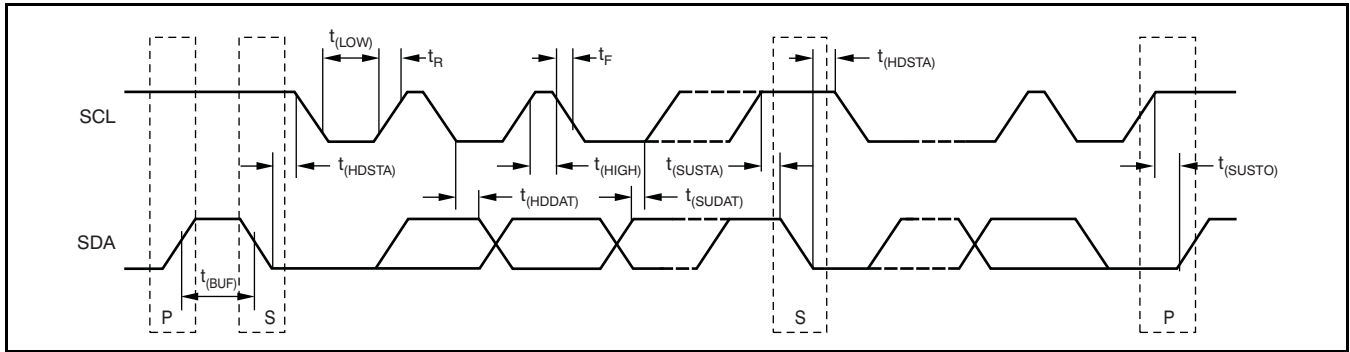 t(LOW)
tR
tF
t(HDSTA)
SCL
t(HDSTA)
t(HIGH)
t(SUSTA)
t(SUSTO)
t(HDDAT)
t(SUDAT)
SDA
t(BUF)
P
S
S
P